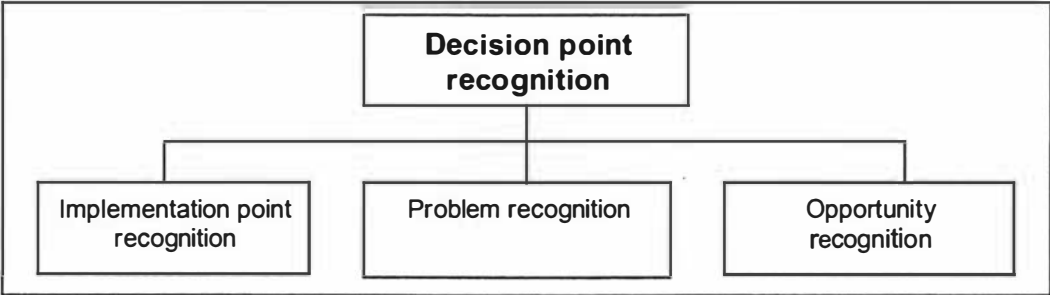 Decision point
recognition
Implementation point
recognition
Problem recognition
Opportunity
recognition